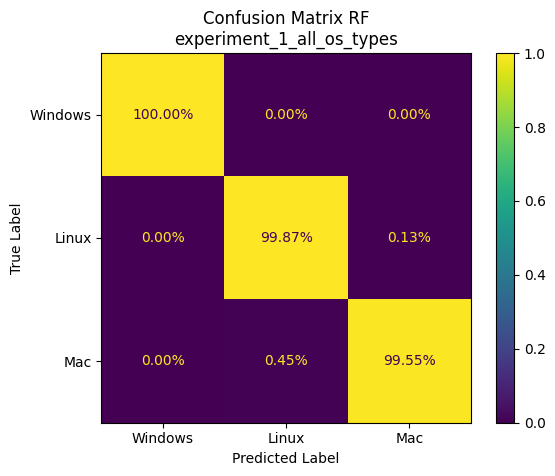 Confusion Matrix RF
experiment_1_all_os_types
True Label
Windows 100.00% 0.00% 0.00%
Linux 0.00% 99.87% 0.13%
Mac 0.00% 0.45% 99.55%
Windows Linux Mac
Predicted Label
1.0
0.8
0.6
0.4
0.2
0.0